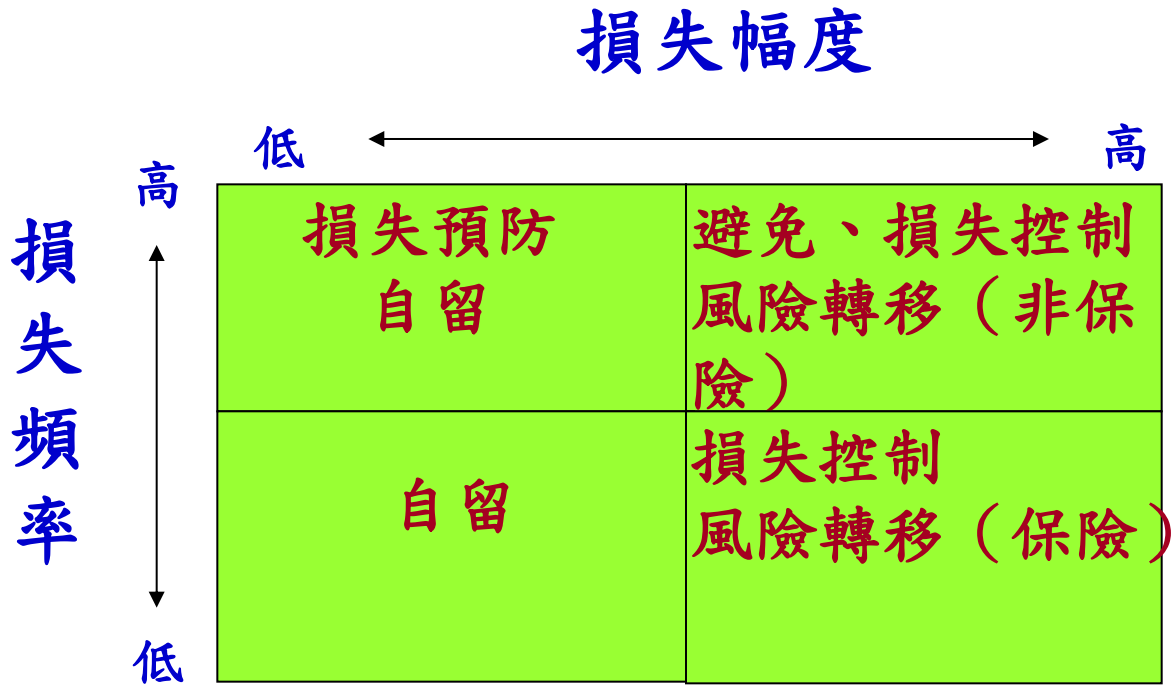 損失幅度
低
高
高
損失頻率
低
損失預防
自留
避免、損失控制
風險轉移（非保
險）
自留
損失控制
風險轉移（保險）